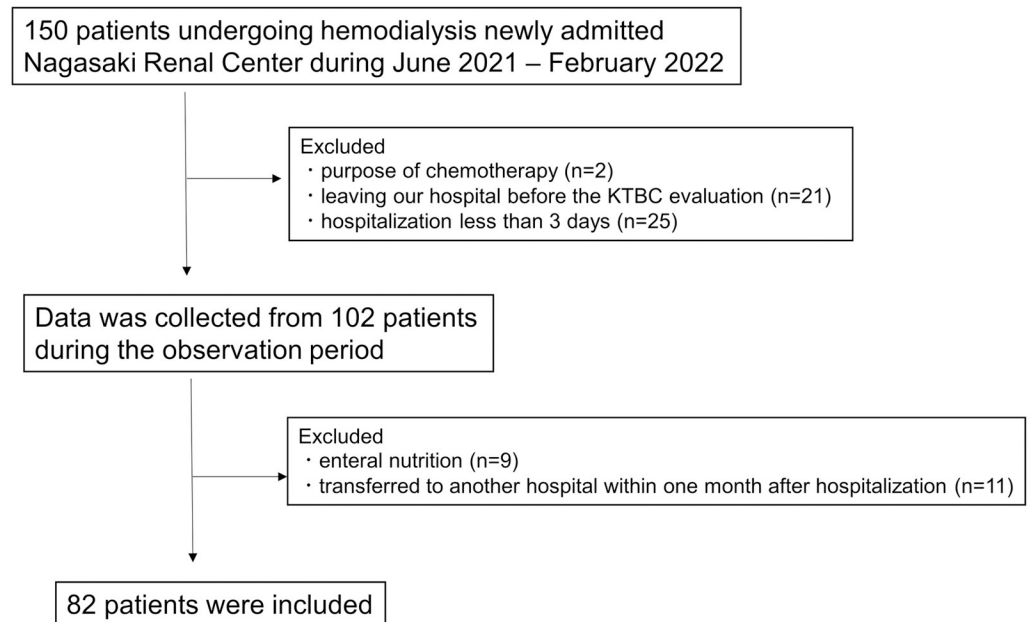 150 patients undergoing hemodialysis newly admitted
Nagasaki Renal Center during June 2021 – February 2022
Excluded
・purpose of chemotherapy (n=2)
・leaving our hospital before the KTBC evaluation (n=21)
・hospitalization less than 3 days (n=25)
Data was collected from 102 patients
during the observation period
Excluded
・enteral nutrition (n=9)
・transferred to another hospital within one month after hospitalization (n=11)
82 patients were included